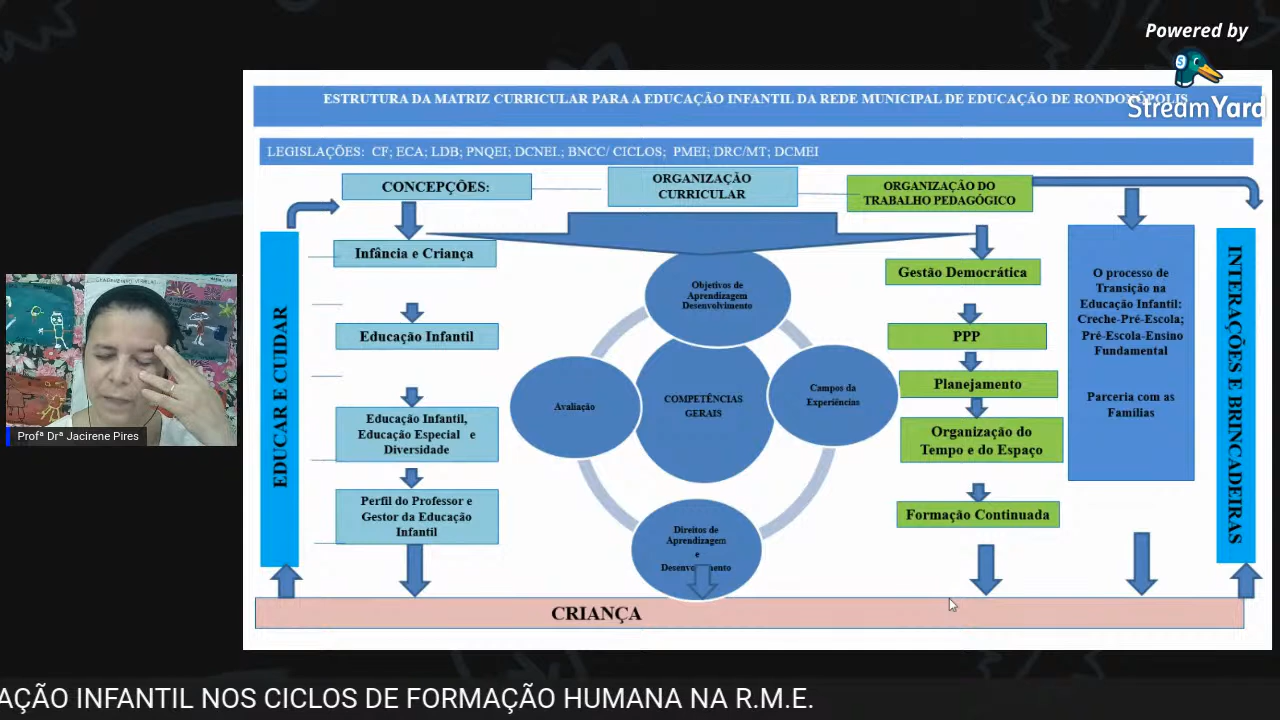 Powered by
StreamYard
ESTRUTURA DA MATRIZ CURRICULAR PARA A EDUCAÇÃO INFANTIL DA REDE MUNICIPAL DE EDUCAÇÃO DE RONDONÓPOLIS
LEGISLAÇÕES: CF; ECA; LDB; PNQEI; DCNEI; BNCC/ CICLOS; PMEI; DRC/MT; DCMEI
CONCEPÇÕES:
ORGANIZAÇÃO
CURRICULAR
ORGANIZAÇÃO DO
TRABALHO PEDAGÓGICO
EDUCAR E CUIDAR
Infância e Criança
Educação Infantil
Educação Infantil,
Educação Especial e
Diversidade
Perfil do Professor e
Gestor da Educação
Infantil
Objetivos de
Aprendizagem
Desenvolvimento
Avaliação
COMPETÊNCIAS
GERAIS
Campos da
Experiências
Direitos de
Aprendizagem
e
Gestão Democrática
PPP
Planejamento
Organização do
Tempo e do Espaço
Formação Continuada
O processo de
Transição na
Educação Infantil:
Creche-Pré-Escola;
Pré-Escola-Ensino
Fundamental
Parceria com as
Famílias
INTERAÇÕES E BRINCADEIRAS
CRIANÇA
Profª Drª Jacirene Pires
AÇÃO INFANTIL NOS CICLOS DE FORMAÇÃO HUMANA NA R.M.E.